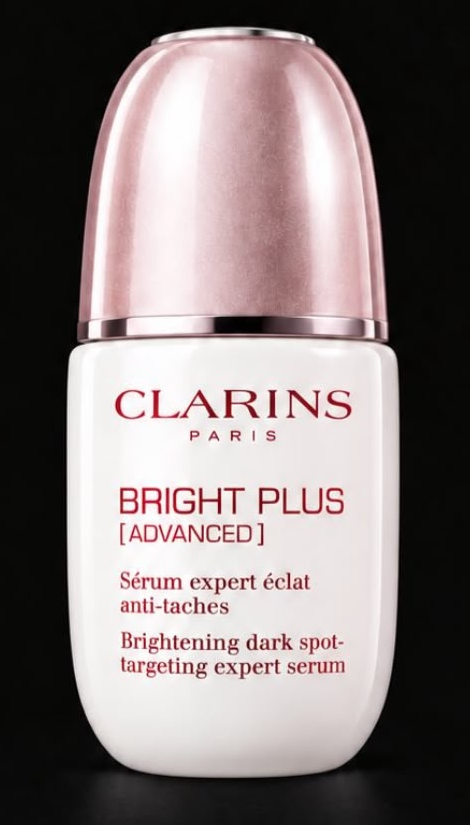 CLARINS
PARIS
BRIGHT PLUS
[ADVANCED]
Sérum expert éclat
anti-taches
Brightening dark spot-
targeting expert serum